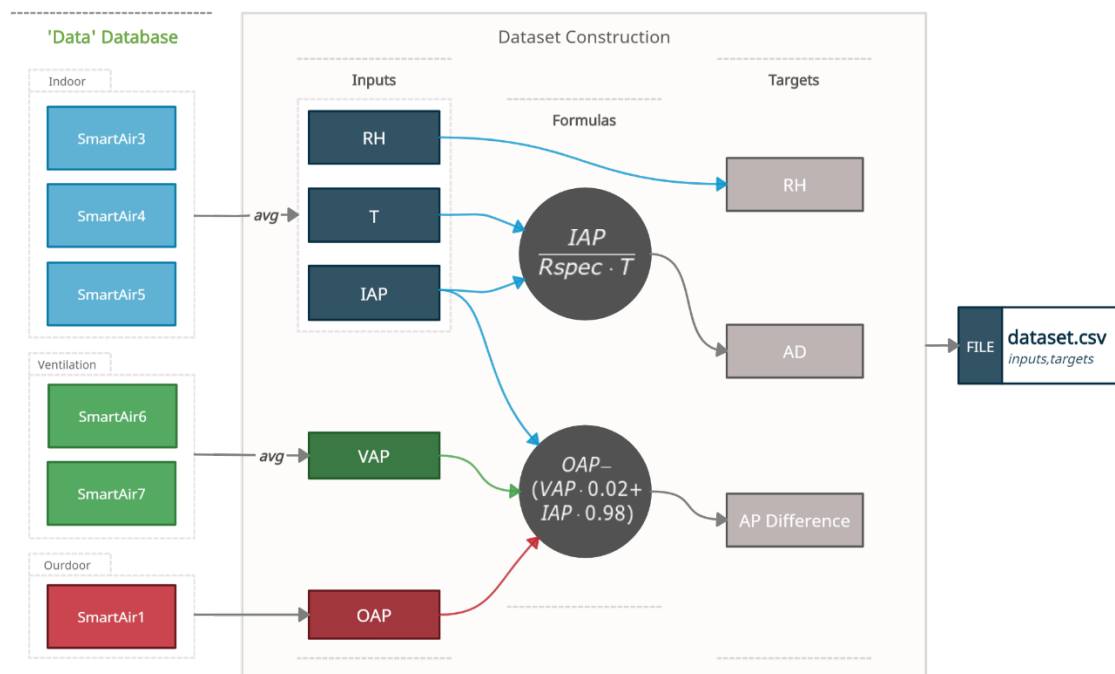 'Data' Database
Indoor
SmartAir3
SmartAir4
SmartAir5
avg
Ventilation
SmartAir6
SmartAir7
avg
Ourdoor
SmartAir1
Dataset Construction
Inputs
RH
T
IAP
VAP
OAP
Formulas
IAP
Rspec · T
OAP–
(VAP · 0.02+
IAP · 0.98)
Targets
RH
AD
AP Difference
FILE
dataset.csv
inputs,targets